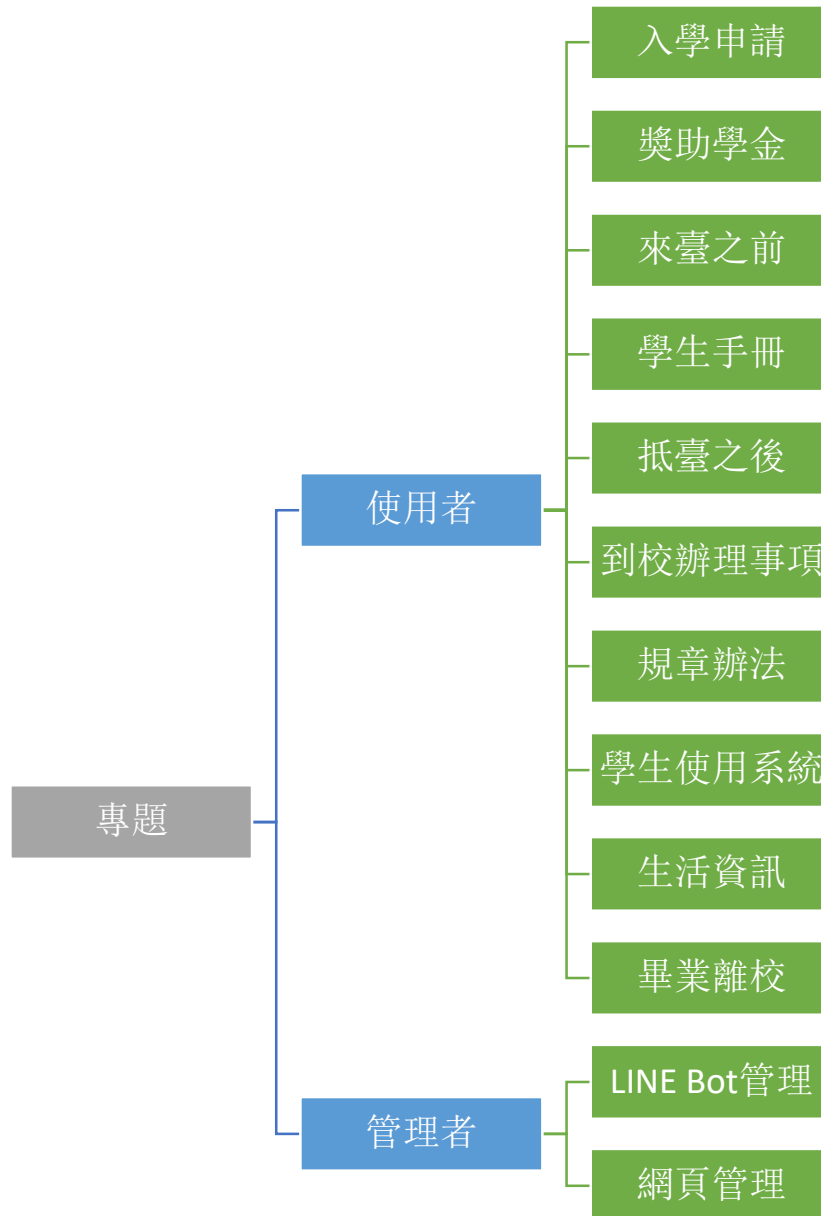 專題
使用者
入學申請
獎助學金
來臺之前
學生手冊
抵臺之後
到校辦理事項
規章辦法
學生使用系統
生活資訊
畢業離校
管理者
LINE Bot管理
網頁管理